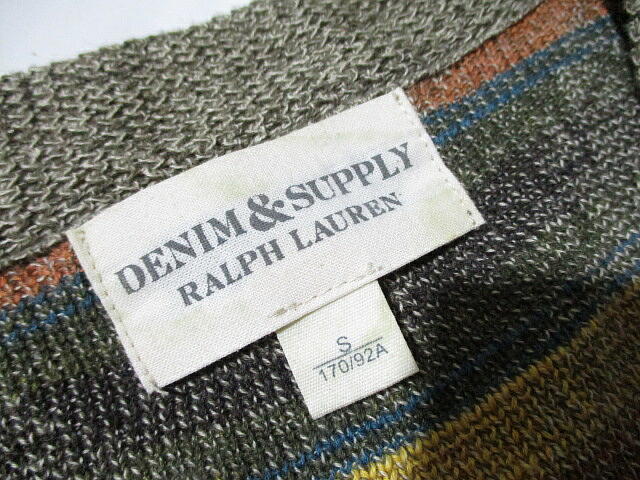 DENIM & SUPPLY
RALPH LAUREN
S
170/92A